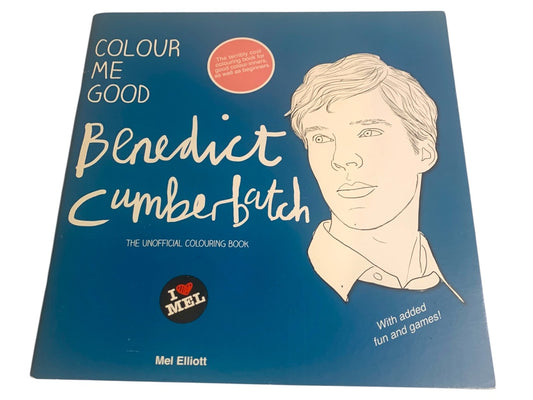 COLOUR
ME
GOOD
The terribly cool
colouring book for
good colour-inners,
as well as beginners.
Benedict
Cumberbatch
THE UNOFFICIAL COLOURING BOOK
I ❤
MEL
With added
fun and games!
Mel Elliott